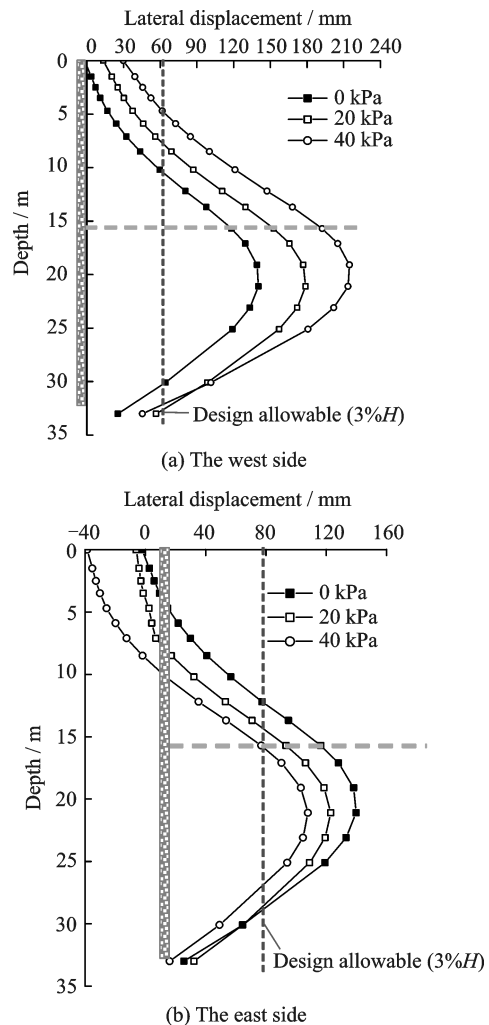 Lateral displacement / mm
0 30 60 90 120 150 180 210 240
0
5
10
15
20
25
30
35
Depth / m
0 kPa
20 kPa
40 kPa
Design allowable (3%H)
(a) The west side
Lateral displacement / mm
−40 0 40 80 120 160
0
5
10
15
20
25
30
35
Depth / m
0 kPa
20 kPa
40 kPa
Design allowable (3%H)
(b) The east side